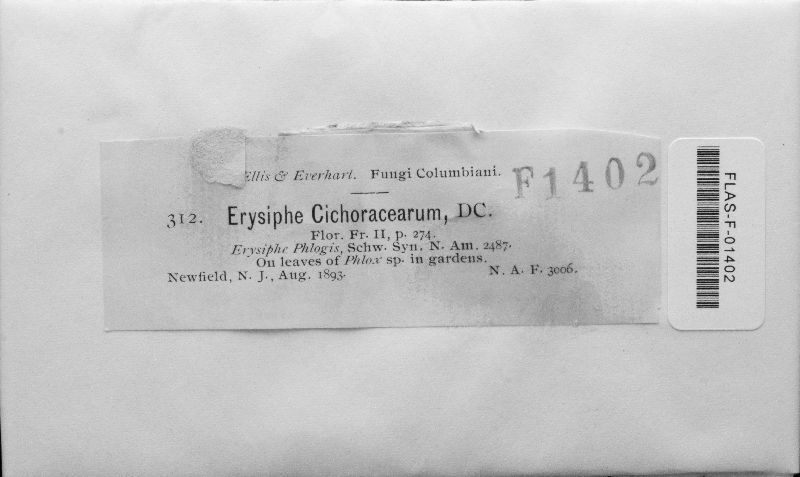 Ellis & Everhart. Fungi Columbiani.
F1402
312. Erysiphe Cichoracearum, DC.
Flor. Fr. II, p. 274.
Erysiphe Phlogis, Schw. Syn. N. Am. 2487.
On leaves of Phlox sp. in gardens.
Newfield, N. J., Aug. 1893.
N. A. F. 3006.
FLAS-F-01402